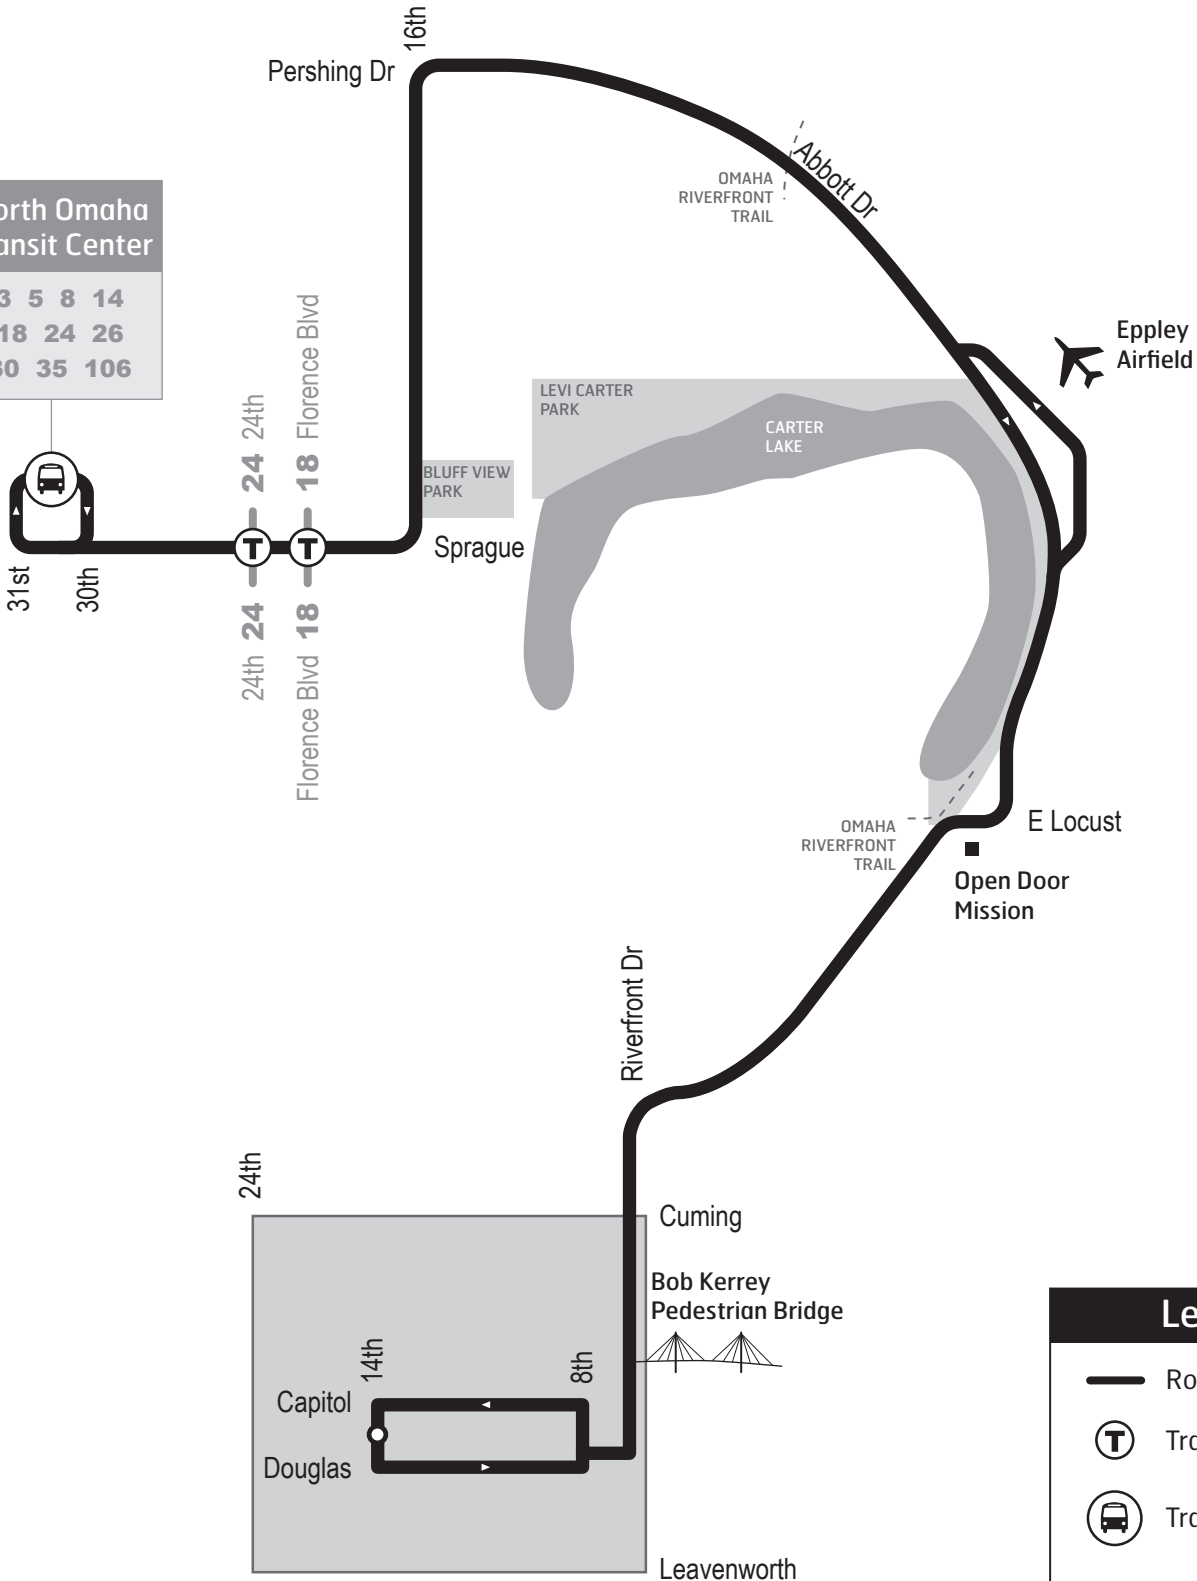 16th
Pershing Dr
Abbott Dr
OMAHA
RIVERFRONT
TRAIL
orth Omaha
ansit Center
3 5 8 14
18 24 26
30 35 106
24th 24
Florence Blvd 18
Eppley
Airfield
LEVI CARTER
PARK
CARTER
LAKE
BLUFF VIEW
PARK
T
T
Sprague
31st
30th
24th 24
Florence Blvd 18
OMAHA
RIVERFRONT
TRAIL
E Locust
Open Door
Mission
Riverfront Dr
24th
Cuming
Bob Kerrey
Pedestrian Bridge
14th
8th
Capitol
Douglas
Leavenworth
Le
Ro
T Tra
Tra